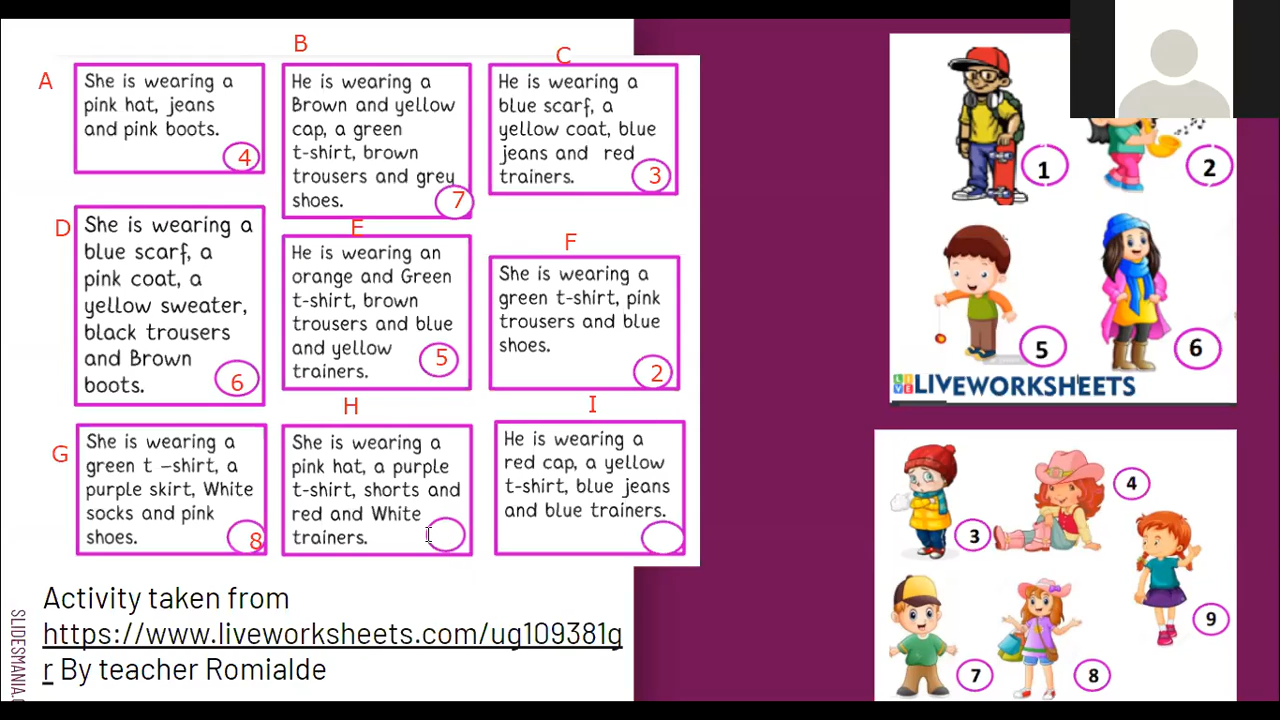 A
She is wearing a
pink hat, jeans
and pink boots.
4
B
He is wearing a
Brown and yellow
cap, a green
t-shirt, brown
trousers and grey
shoes.
7
C
He is wearing a
blue scarf, a
yellow coat, blue
jeans and red
trainers.
3
D
She is wearing a
blue scarf, a
pink coat, a
yellow sweater,
black trousers
and Brown
boots.
6
E
He is wearing an
orange and Green
t-shirt, brown
trousers and blue
and yellow
trainers.
5
F
She is wearing a
green t-shirt, pink
trousers and blue
shoes.
2
G
She is wearing a
green t –shirt, a
purple skirt, White
socks and pink
shoes.
8
H
She is wearing a
pink hat, a purple
t-shirt, shorts and
red and White
trainers.
I
He is wearing a
red cap, a yellow
t-shirt, blue jeans
and blue trainers.
Activity taken from
https://www.liveworksheets.com/ug109381g
r By teacher Romialde
SLIDESMANIA.
1
2
5
6
LIVE LIVEWORKSHEETS
3
4
9
7
8